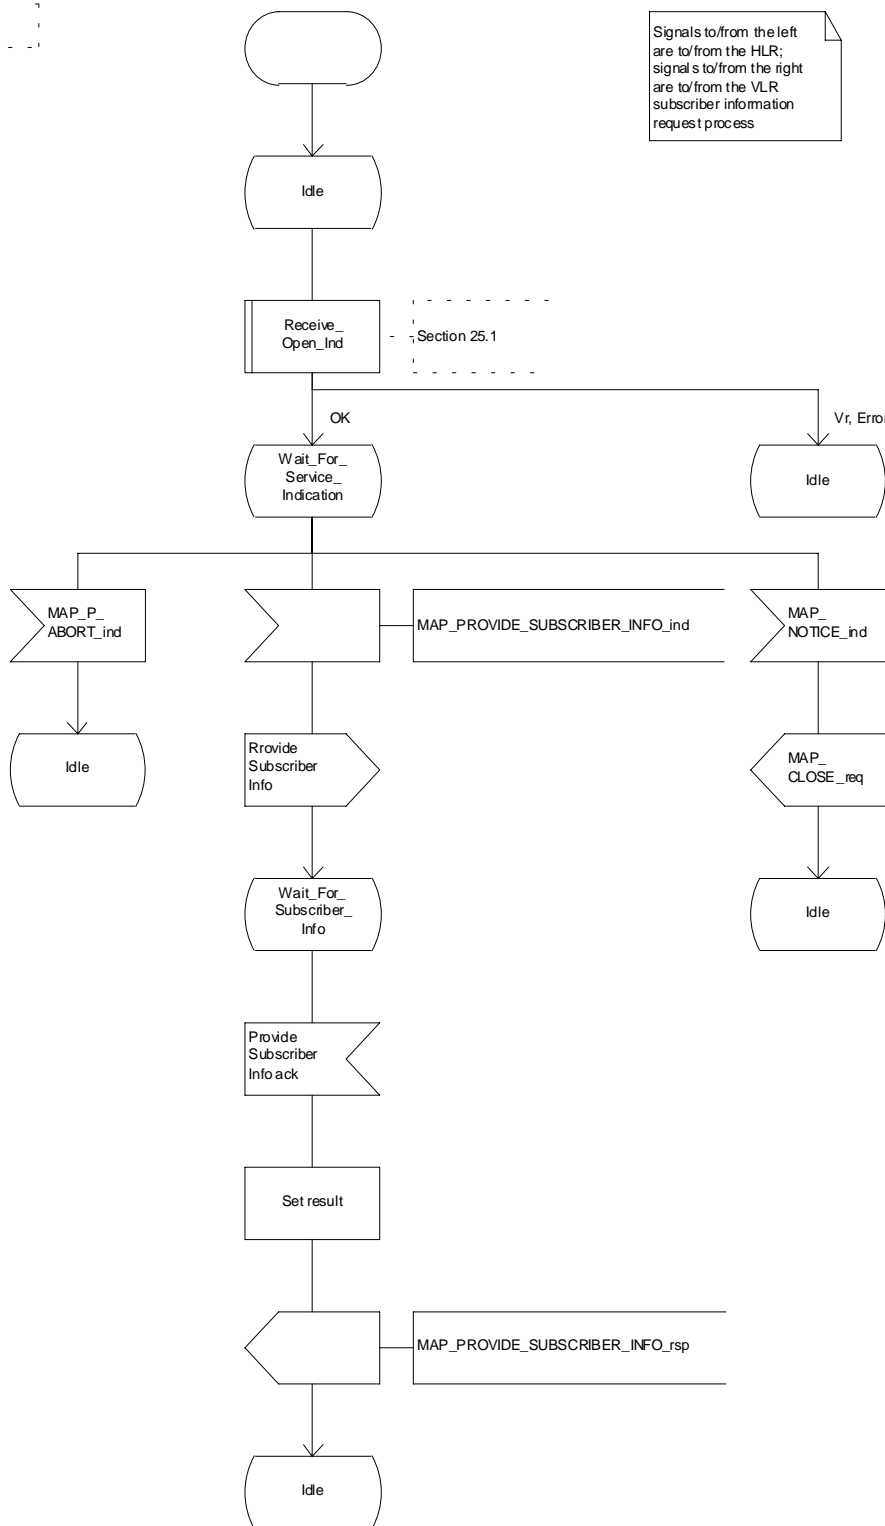 Signals to/from the left
are to/from the HLR;
signals to/from the right
are to/from the VLR
subscriber information
request process
Idle
Receive_
Open_Ind
Section 25.1
OK
Vr, Error
Wait_For_
Service_
Indication
Idle
MAP_P_
ABORT_ind
MAP_PROVIDE_SUBSCRIBER_INFO_ind
MAP_
NOTICE_ind
Idle
Rrovide
Subscriber
Info
MAP_
CLOSE_req
Wait_For_
Subscriber_
Info
Idle
Provide
Subscriber
Info ack
Set result
MAP_PROVIDE_SUBSCRIBER_INFO_rsp
Idle